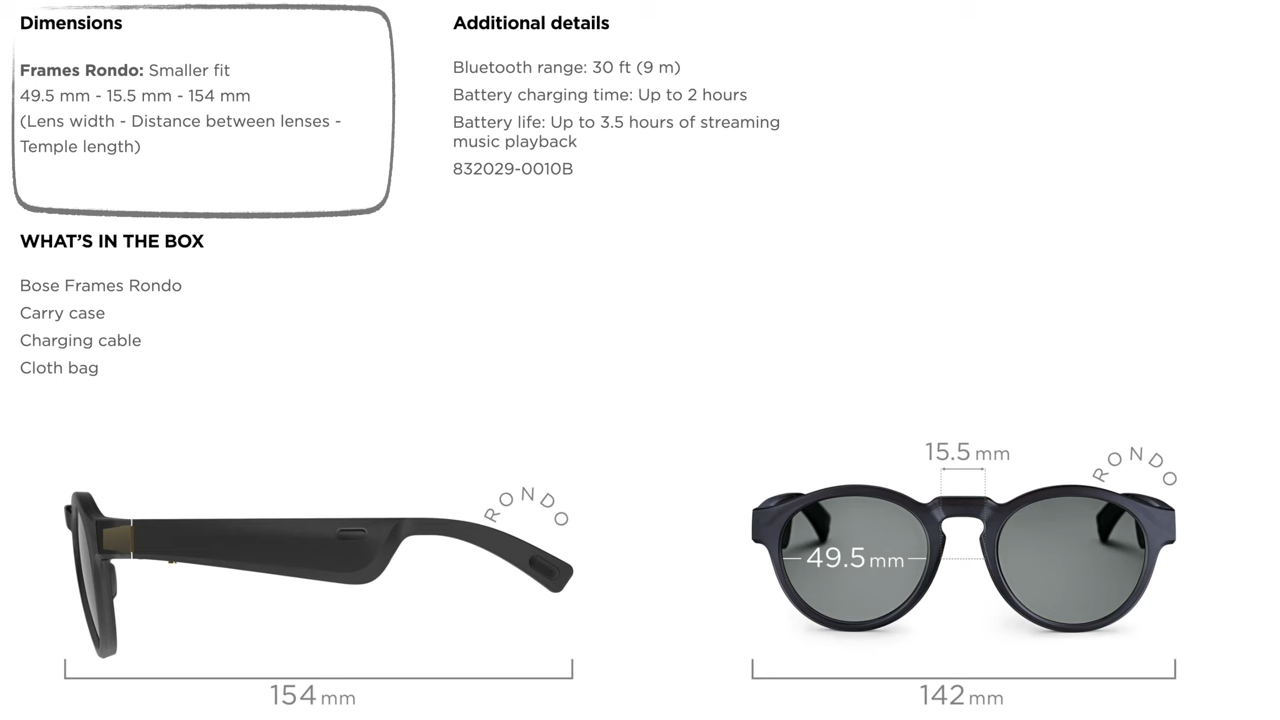 Dimensions
Frames Rondo: Smaller fit
49.5 mm - 15.5 mm - 154 mm
(Lens width - Distance between lenses -
Temple length)
Additional details
Bluetooth range: 30 ft (9 m)
Battery charging time: Up to 2 hours
Battery life: Up to 3.5 hours of streaming
music playback
832029-0010B
WHAT’S IN THE BOX
Bose Frames Rondo
Carry case
Charging cable
Cloth bag
RONDO
154 mm
15.5 mm
RONDO
49.5 mm
142 mm